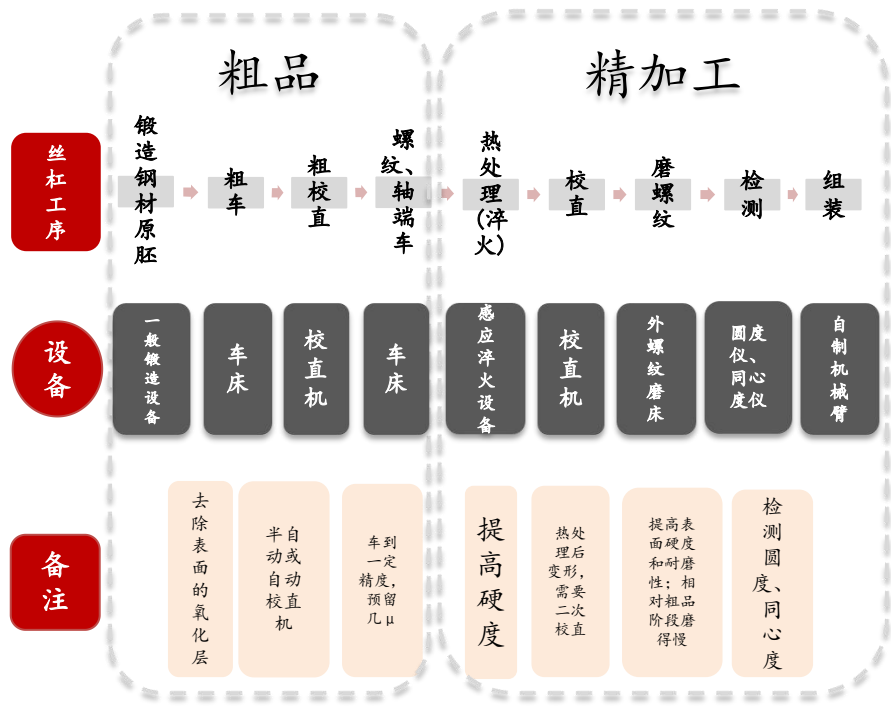 粗品
精加工
丝杠工序
锻造钢材原胚
粗车
粗校直
螺纹、轴端车
热处理(淬火)
校直
磨螺纹
检测
组装
设备
一般锻造设备
车床
校直机
车床
感应淬火设备
校直机
外螺纹磨床
圆度仪、同心度仪
自制机械臂
备注
去除表面的氧化层
半自动或自动校直机
车到一定精度，预留几μ
提高硬度
热处理后变形，需要二次校直
提高表面硬度和耐磨性；相对粗品阶段磨得慢
检测圆度、同心度